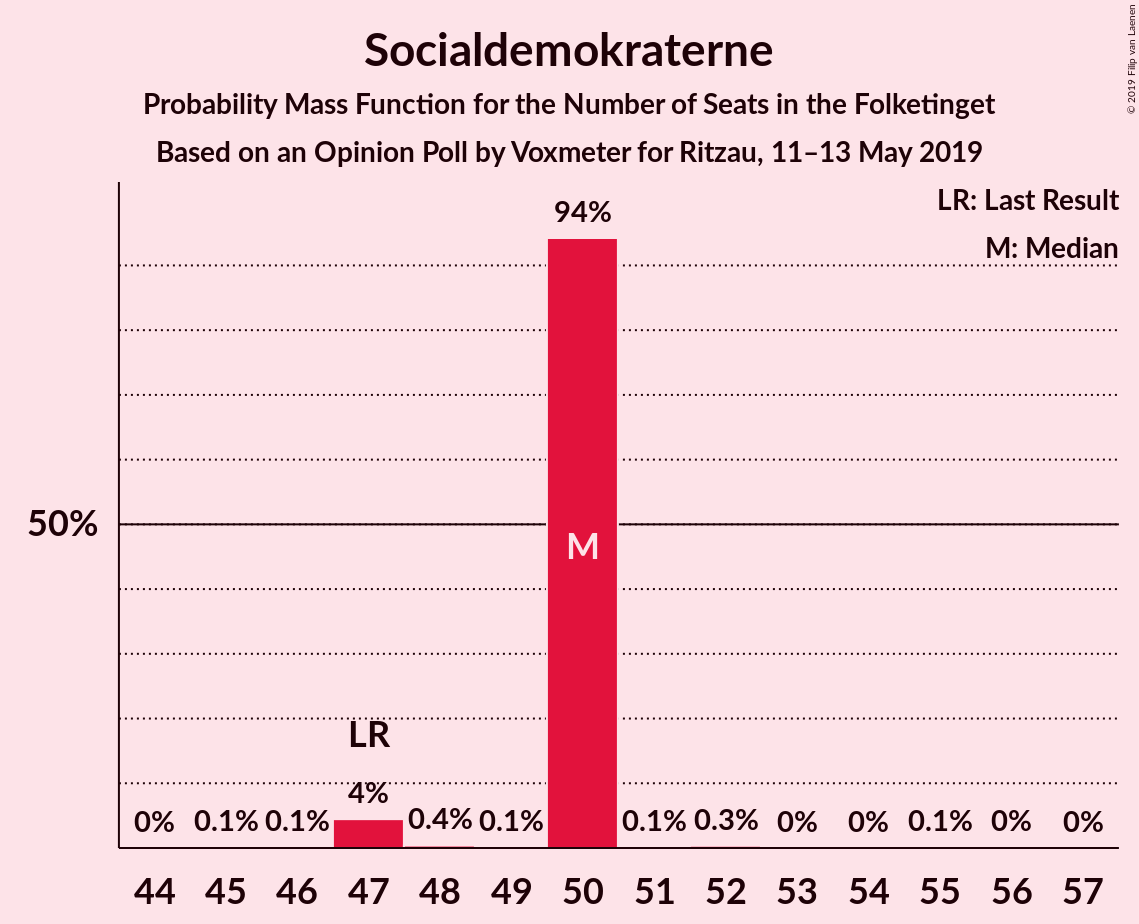 Socialdemokraterne
Probability Mass Function for the Number of Seats in the Folketinget
Based on an Opinion Poll by Voxmeter for Ritzau, 11–13 May 2019
© 2019 Filip van Laenen
LR: Last Result
M: Median
94%
50%
M
LR
0% 0.1% 0.1% 4% 0.4% 0.1% 0.1% 0.3% 0% 0% 0.1% 0% 0%
44 45 46 47 48 49 50 51 52 53 54 55 56 57